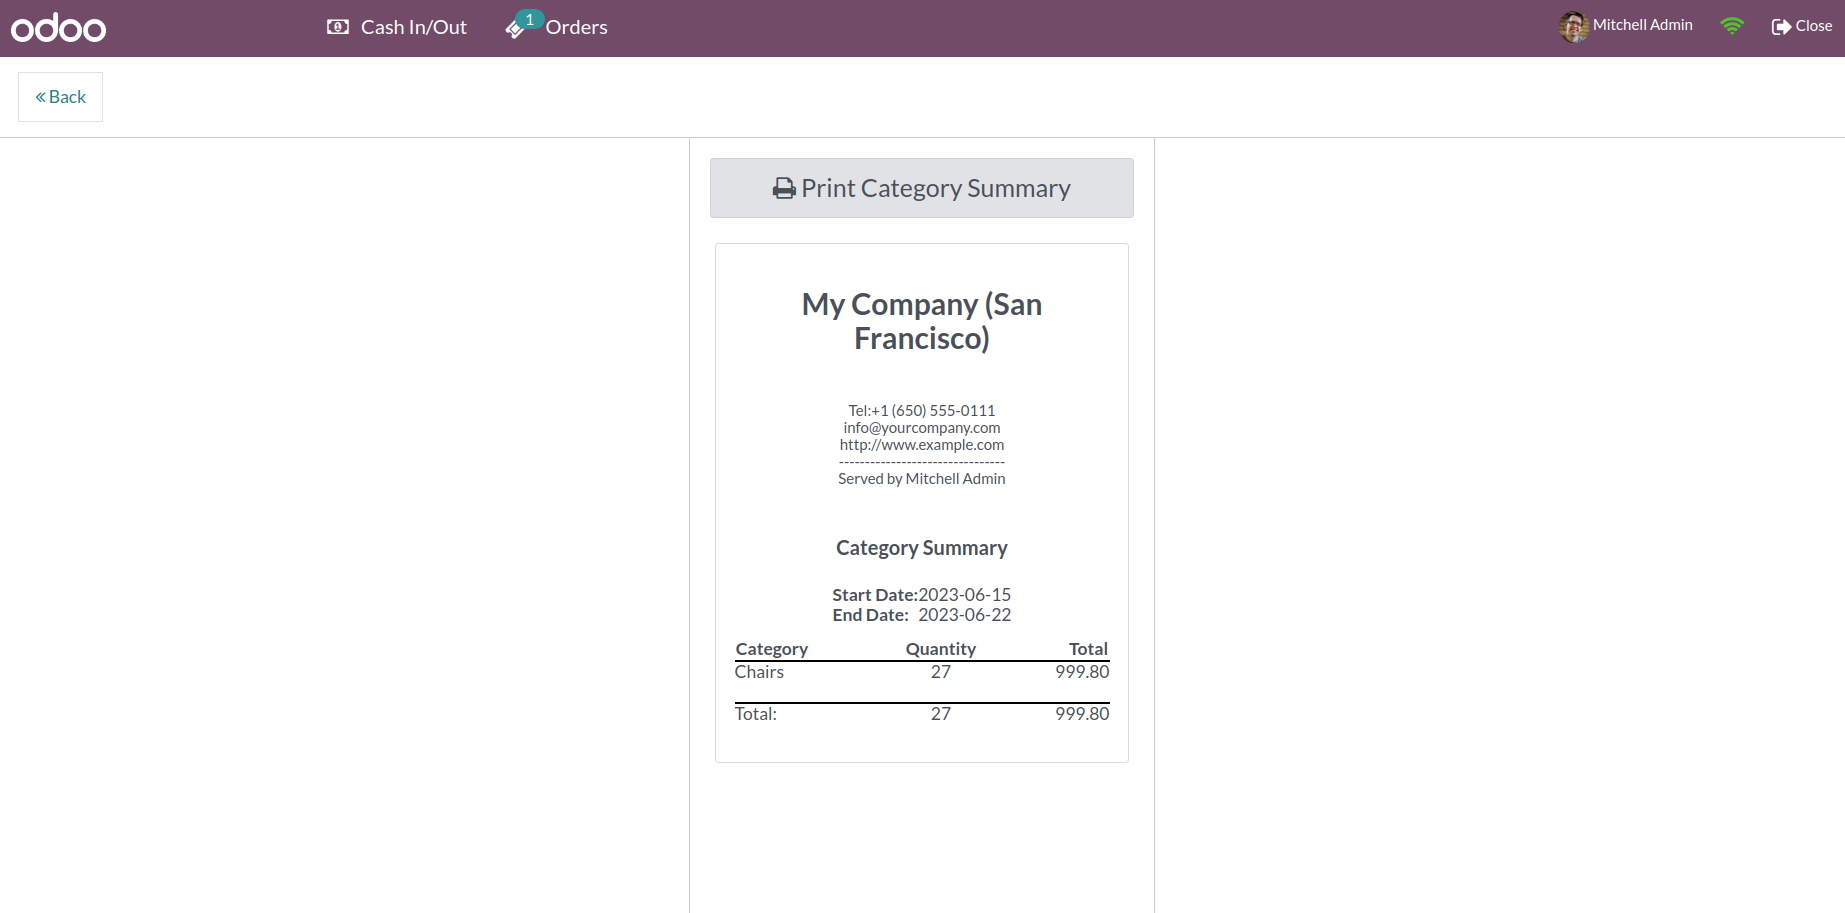 odoo
Cash In/Out
1
Orders
Mitchell Admin
Close
« Back
Print Category Summary
My Company (San
Francisco)
Tel:+1 (650) 555-0111
info@yourcompany.com
http://www.example.com
--------------------------------
Served by Mitchell Admin
Category Summary
Start Date:2023-06-15
End Date: 2023-06-22
Category Quantity Total
Chairs 27 999.80
Total: 27 999.80